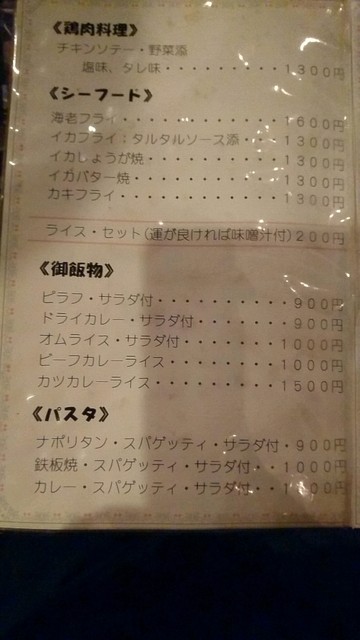 《鶏肉料理》
チキンソテー・野菜添
塩味、タレ味・・・・・・・・・1300円
《シーフード》
海老フライ・・・・・・・・・・・・1600円
イカフライ:タルタルソース添・・・1300円
イカしょうが焼・・・・・・・・・・1300円
イカバター焼・・・・・・・・・・・1300円
カキフライ・・・・・・・・・・・・1300円
ライス・セット(運が良ければ味噌汁付)200円
《御飯物》
ピラフ・サラダ付・・・・・・・・・・900円
ドライカレー・サラダ付・・・・・・・900円
オムライス・サラダ付・・・・・・・1000円
ビーフカレーライス・・・・・・・・1000円
カツカレーライス・・・・・・・・・1500円
《パスタ》
ナポリタン・スパゲッティ・サラダ付・900円
鉄板焼・スパゲッティ・サラダ付・・1000円
カレー・スパゲッティ・サラダ付・・